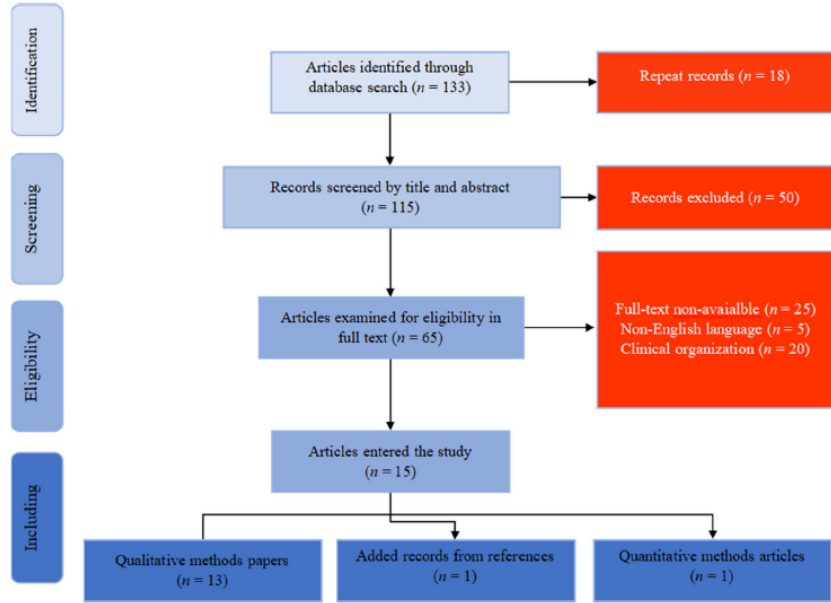 Identification
Articles identified through
database search (n = 133)
Repeat records (n = 18)
Screening
Records screened by title and abstract
(n = 115)
Records excluded (n = 50)
Eligibility
Articles examined for eligibility in
full text (n = 65)
Full-text non-avaialble (n = 25)
Non-English language (n = 5)
Clinical organization (n = 20)
Including
Articles entered the study
(n = 15)
Qualitative methods papers
(n = 13)
Added records from references
(n = 1)
Quantitative methods articles
(n = 1)